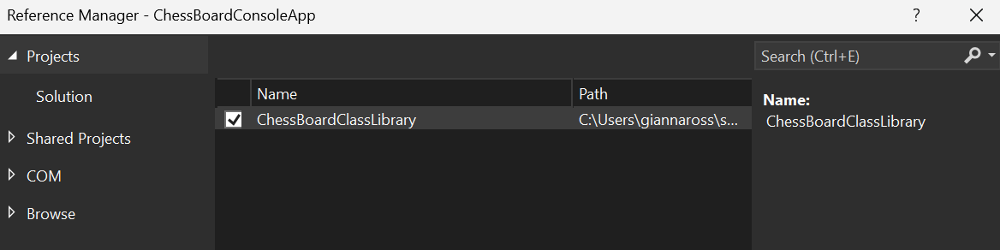 Reference Manager - ChessBoardConsoleApp ?
Projects
Solution
Shared Projects
COM
Browse
Name Path
ChessBoardClassLibrary C:\Users\giannaross\s...
Search (Ctrl+E)
Name:
ChessBoardClassLibrary